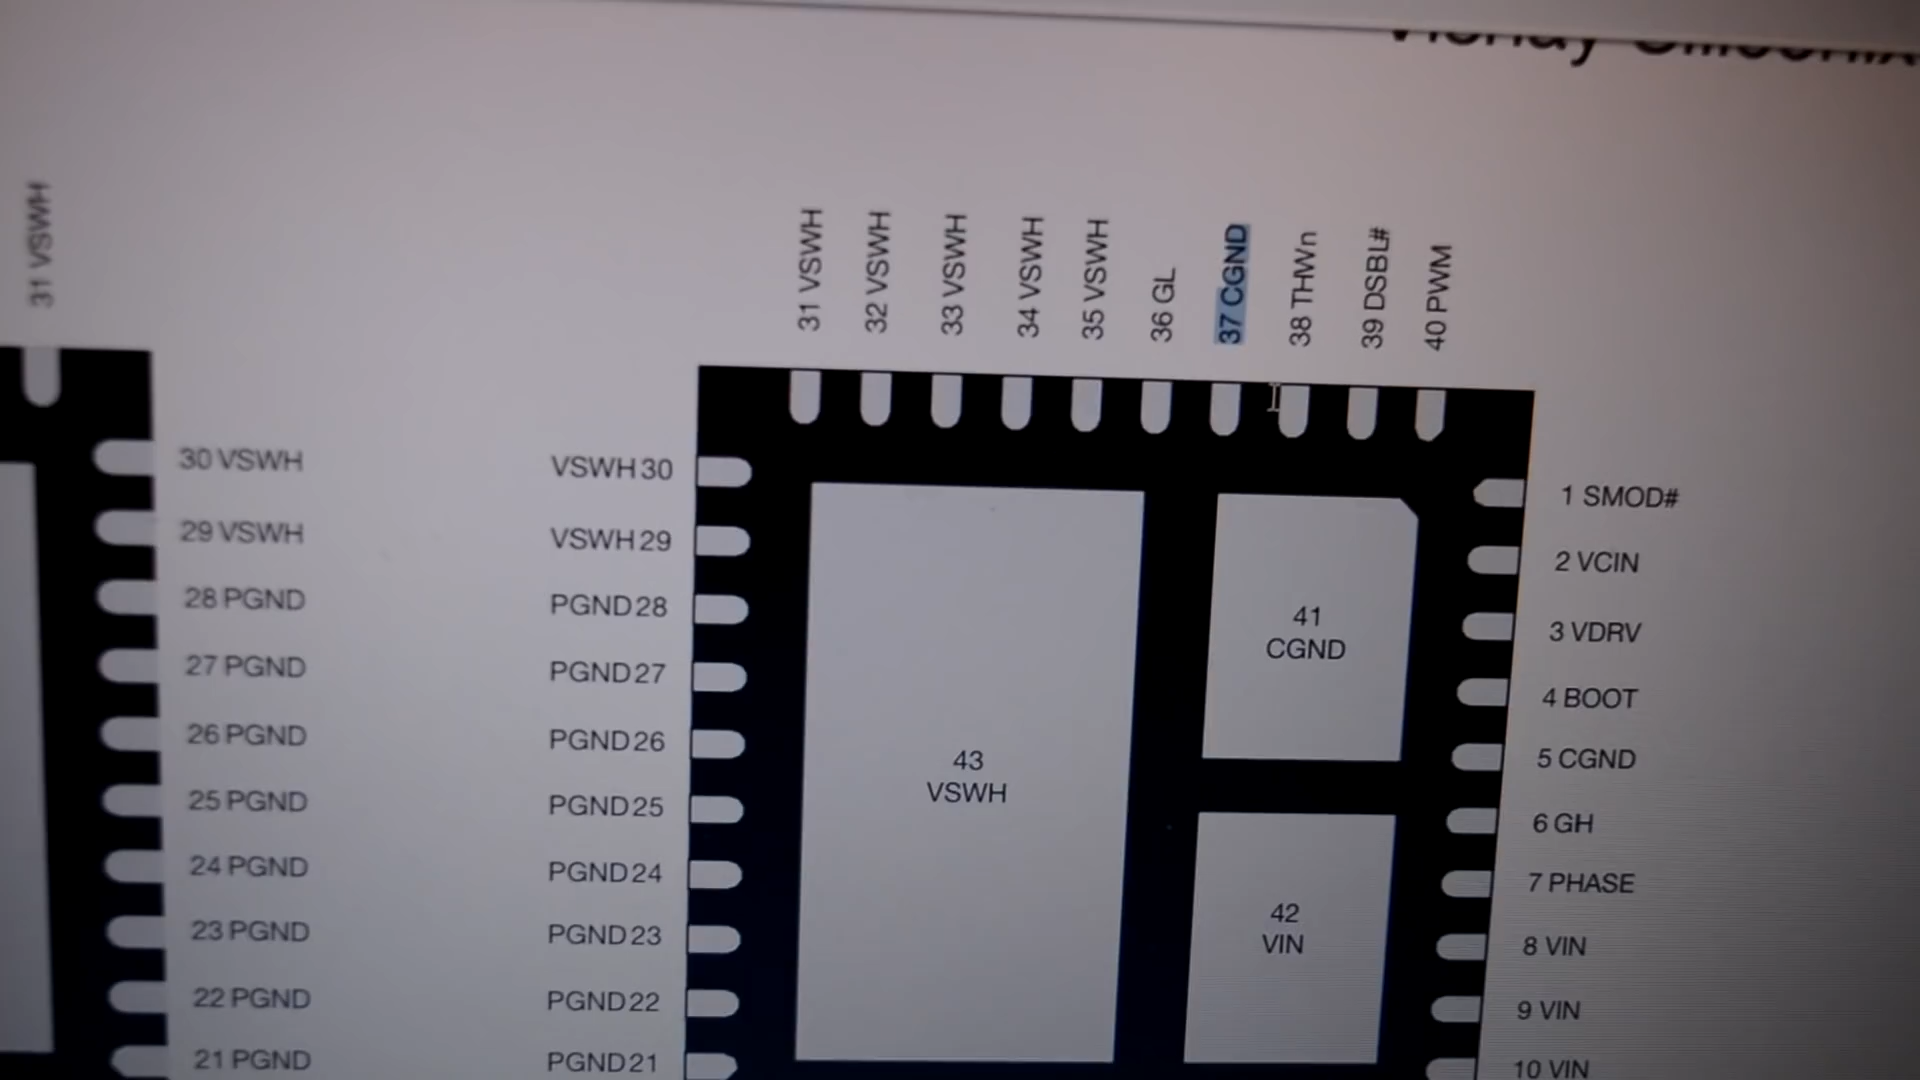 Vishay Siliconix
31 VSWH
30 VSWH
29 VSWH
28 PGND
27 PGND
26 PGND
25 PGND
24 PGND
23 PGND
22 PGND
21 PGND
31 VSWH
32 VSWH
33 VSWH
34 VSWH
35 VSWH
36 GL
37 CGND
38 THWn
39 DSBL#
40 PWM
VSWH 30
VSWH 29
PGND 28
PGND 27
PGND 26
PGND 25
PGND 24
PGND 23
PGND 22
PGND 21
43
VSWH
41
CGND
42
VIN
1 SMOD#
2 VCIN
3 VDRV
4 BOOT
5 CGND
6 GH
7 PHASE
8 VIN
9 VIN
10 VIN